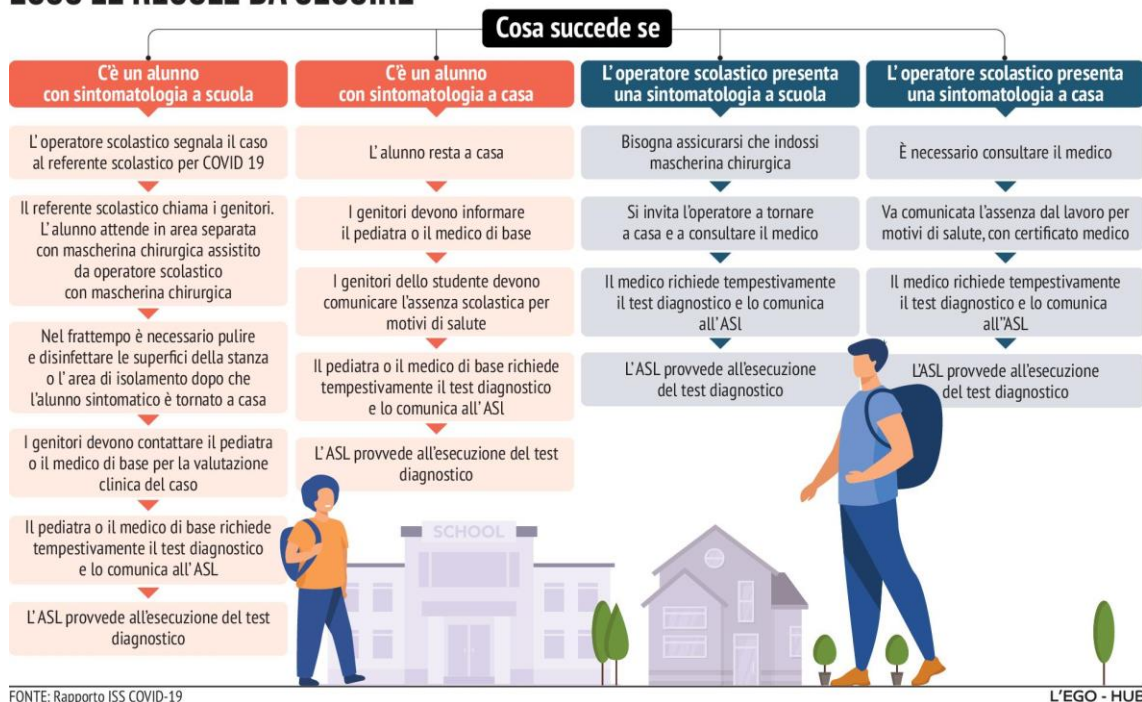 ECCO LE REGOLE DA SEGUIRE
Cosa succede se
C'è un alunno
con sintomatologia a scuola
L'operatore scolastico segnala il caso
al referente scolastico per COVID 19
Il referente scolastico chiama i genitori.
L'alunno attende in area separata
con mascherina chirurgica assistito
da operatore scolastico
con mascherina chirurgica
Nel frattempo è necessario pulire
e disinfettare le superfici della stanza
o l'area di isolamento dopo che
l'alunno sintomatico è tornato a casa
I genitori devono contattare il pediatra
o il medico di base per la valutazione
clinica del caso
Il pediatra o il medico di base richiede
tempestivamente il test diagnostico
e lo comunica all'ASL
L'ASL provvede all'esecuzione del test
diagnostico
C'è un alunno
con sintomatologia a casa
L'alunno resta a casa
I genitori devono informare
il pediatra o il medico di base
I genitori dello studente devono
comunicare l'assenza scolastica per
motivi di salute
Il pediatra o il medico di base richiede
tempestivamente il test diagnostico
e lo comunica all'ASl
L'ASL provvede all'esecuzione del test
diagnostico
L'operatore scolastico presenta
una sintomatologia a scuola
Bisogna assicurarsi che indossi
mascherina chirurgica
Si invita l'operatore a tornare
a casa e a consultare il medico
Il medico richiede tempestivamente
il test diagnostico e lo comunica
all'ASl
L'ASL provvede all'esecuzione
del test diagnostico
L'operatore scolastico presenta
una sintomatologia a casa
È necessario consultare il medico
Va comunicata l'assenza dal lavoro per
motivi di salute, con certificato medico
Il medico richiede tempestivamente
il test diagnostico e lo comunica
all''ASL
L'ASL provvede all'esecuzione
del test diagnostico
SCHOOL
FONTE: Rapporto ISS COVID-19
L'EGO - HUB